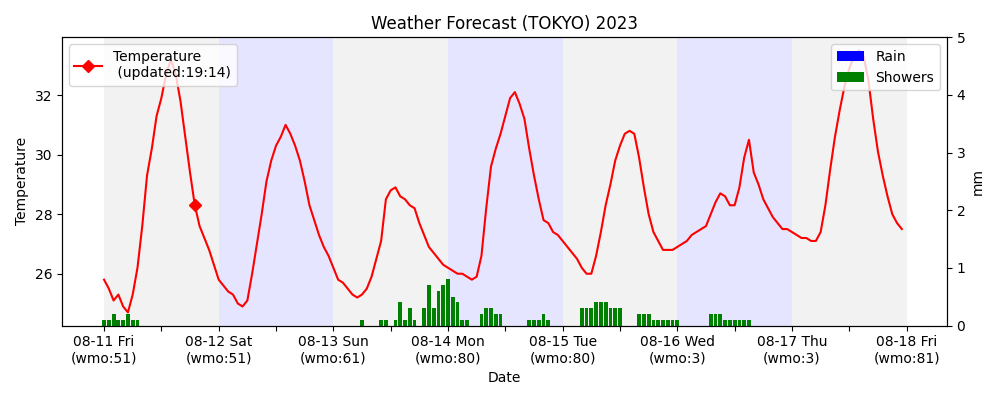 Weather Forecast (TOKYO) 2023
Temperature
(updated:19:14)
Rain
Showers
Temperature
32
30
28
26
5
4
3
2
1
0
mm
08-11 Fri
(wmo:51)
08-12 Sat
(wmo:51)
08-13 Sun
(wmo:61)
08-14 Mon
(wmo:80)
08-15 Tue
(wmo:80)
08-16 Wed
(wmo:3)
08-17 Thu
(wmo:3)
08-18 Fri
(wmo:81)
Date